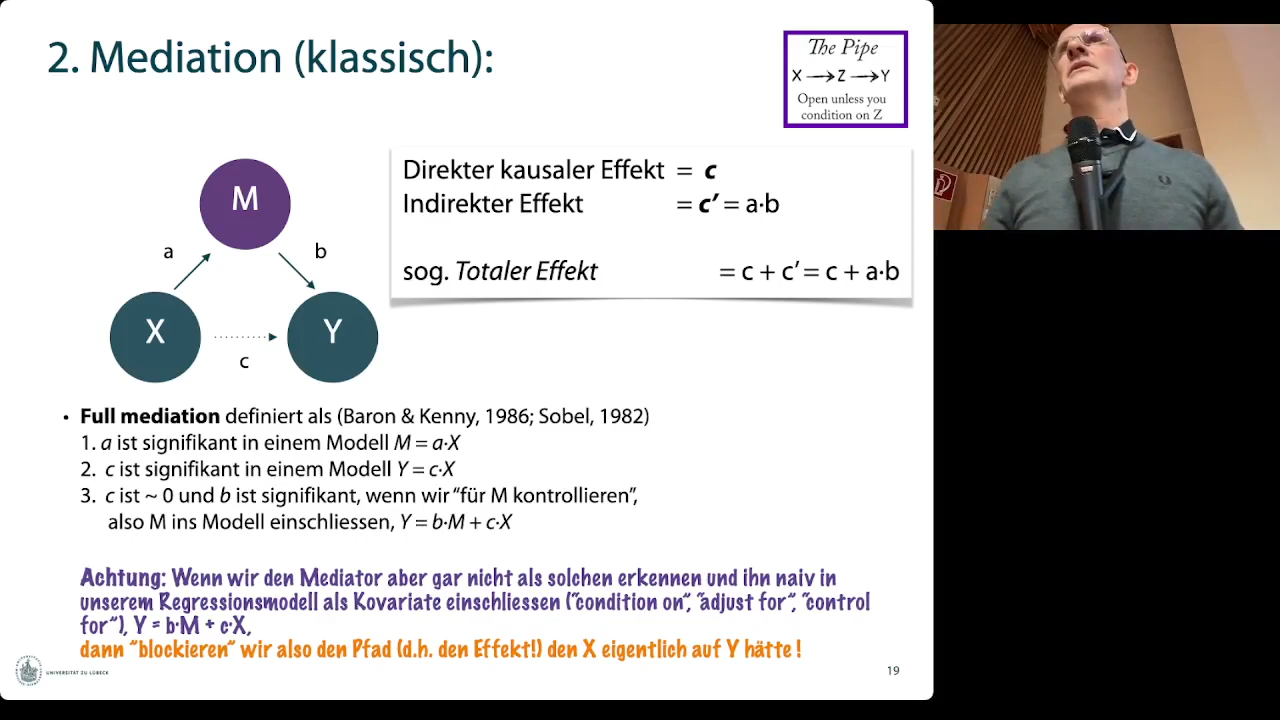 2. Mediation (klassisch):
The Pipe
X → Z → Y
Open unless you
condition on Z
M
a
b
X
Y
c
Direkter kausaler Effekt = c
Indirekter Effekt = c’ = a·b
sog. Totaler Effekt = c + c’ = c + a·b
• Full mediation definiert als (Baron & Kenny, 1986; Sobel, 1982)
1. a ist signifikant in einem Modell M = a·X
2. c ist signifikant in einem Modell Y = c·X
3. c ist ~ 0 und b ist signifikant, wenn wir “für M kontrollieren”,
also M ins Modell einschliessen, Y = b·M + c·X
Achtung: Wenn wir den Mediator aber gar nicht als solchen erkennen und ihn naiv in
unserem Regressionsmodell als Kovariate einschliessen (“condition on”, “adjust for”, “control
for”), Y = b·M + c·X,
dann “blockieren” wir also den Pfad (d.h. den Effekt!) den X eigentlich auf Y hätte !
UNIVERSITÄT ZU LÜBECK
19